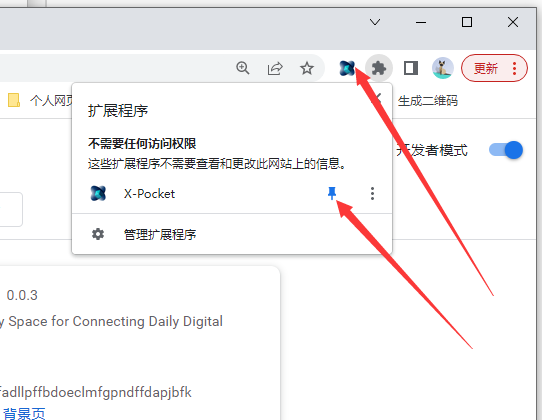 更新
个人网页
生成二维码
扩展程序
开发者模式
不需要任何访问权限
这些扩展程序不需要查看和更改此网站上的信息。
X-Pocket
管理扩展程序
0.0.3
y Space for Connecting Daily Digital
fadllpffbdoeclmfgpndffdapjbfk
背景页